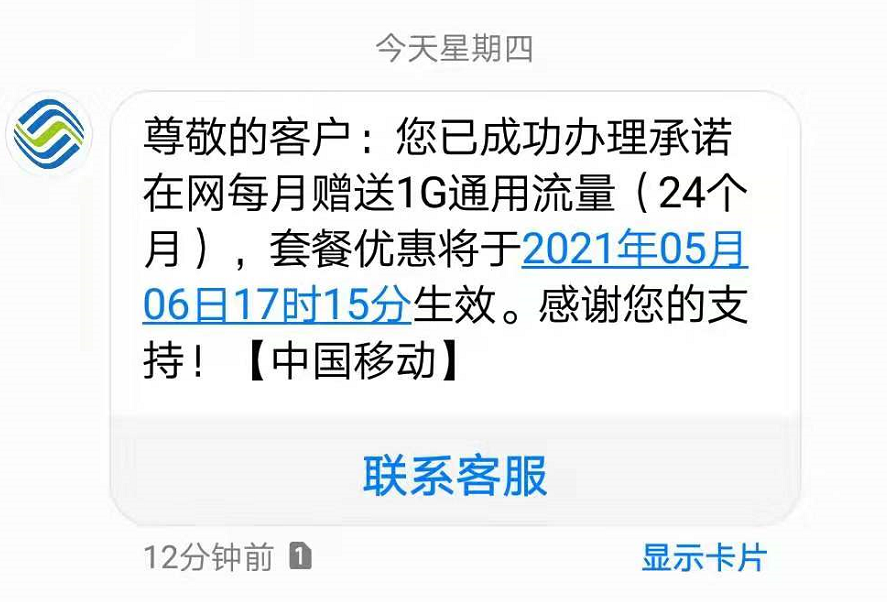 今天星期四
尊敬的客户：您已成功办理承诺
在网每月赠送1G通用流量（24个
月），套餐优惠将于2021年05月
06日17时15分生效。感谢您的支
持！【中国移动】
联系客服
12分钟前 1
显示卡片